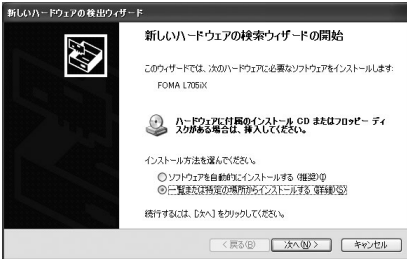 新しいハードウェアの検出ウィザード
新しいハードウェアの検索ウィザードの開始
このウィザードでは、次のハードウェアに必要なソフトウェアをインストールします:
FOMA L705iX
ハードウェアに付属のインストール CD またはフロッピー ディ
スクがある場合は、挿入してください。
インストール方法を選んでください。
ソフトウェアを自動的にインストールする (推奨)(I)
一覧または特定の場所からインストールする (詳細)(S)
続行するには、[次へ] をクリックしてください。
< 戻る(B)
次へ(N) >
キャンセル